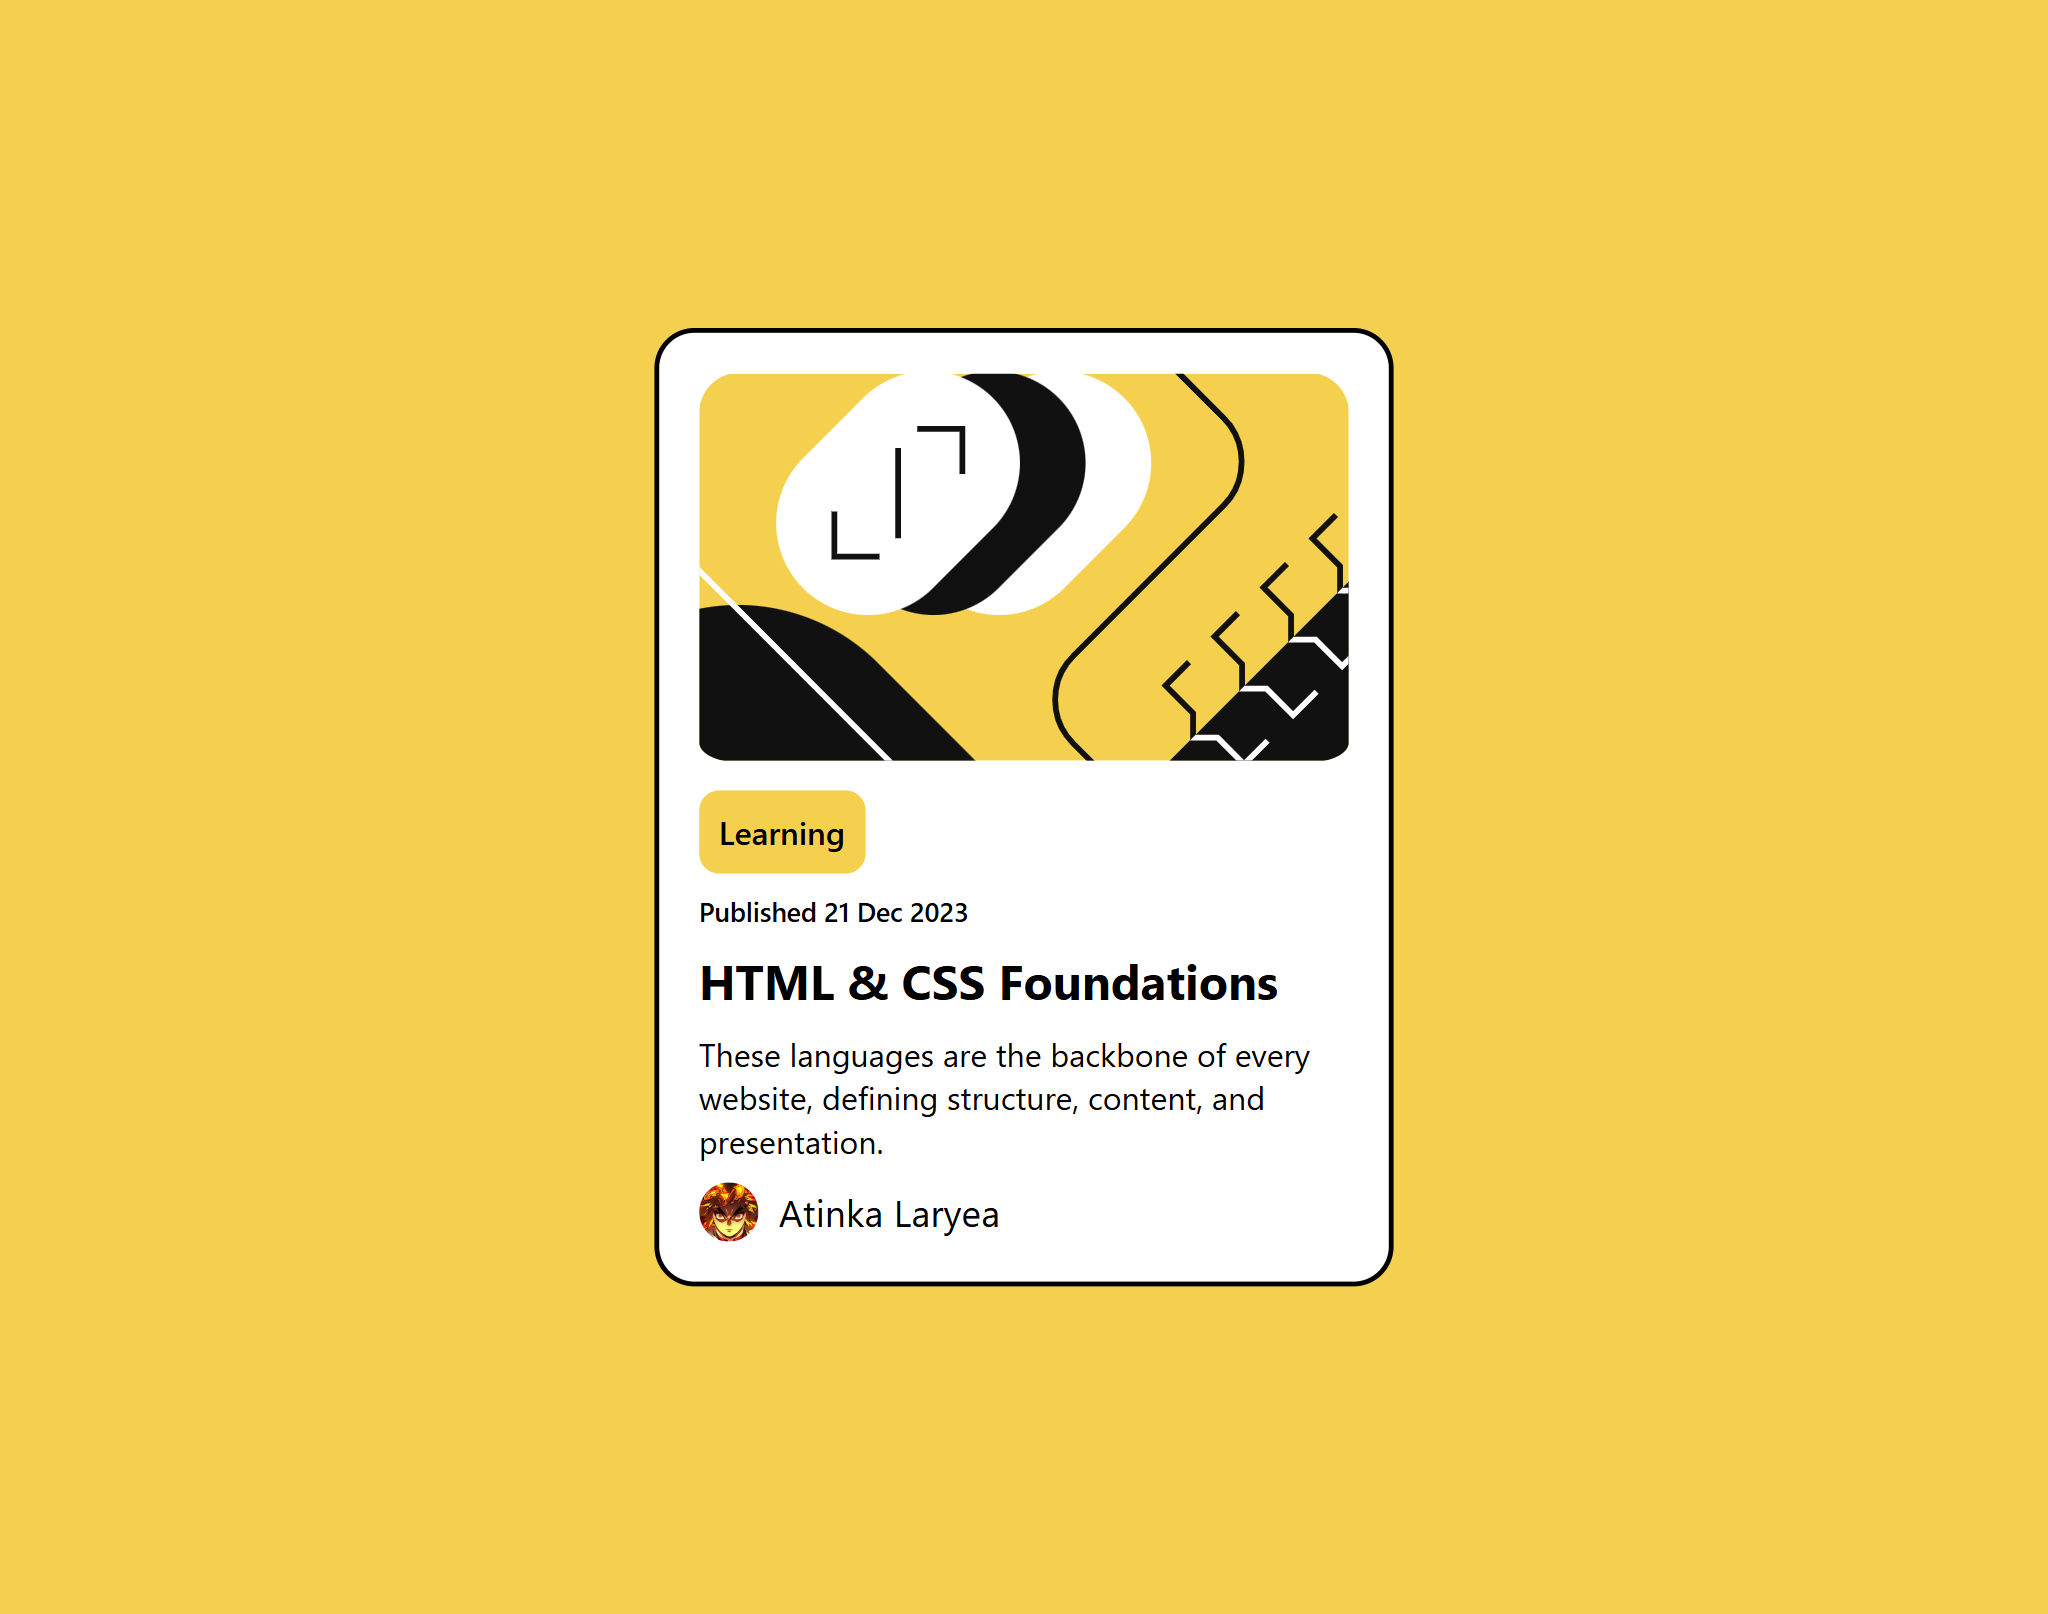 Learning
Published 21 Dec 2023
HTML & CSS Foundations
These languages are the backbone of every
website, defining structure, content, and
presentation.
Atinka Laryea